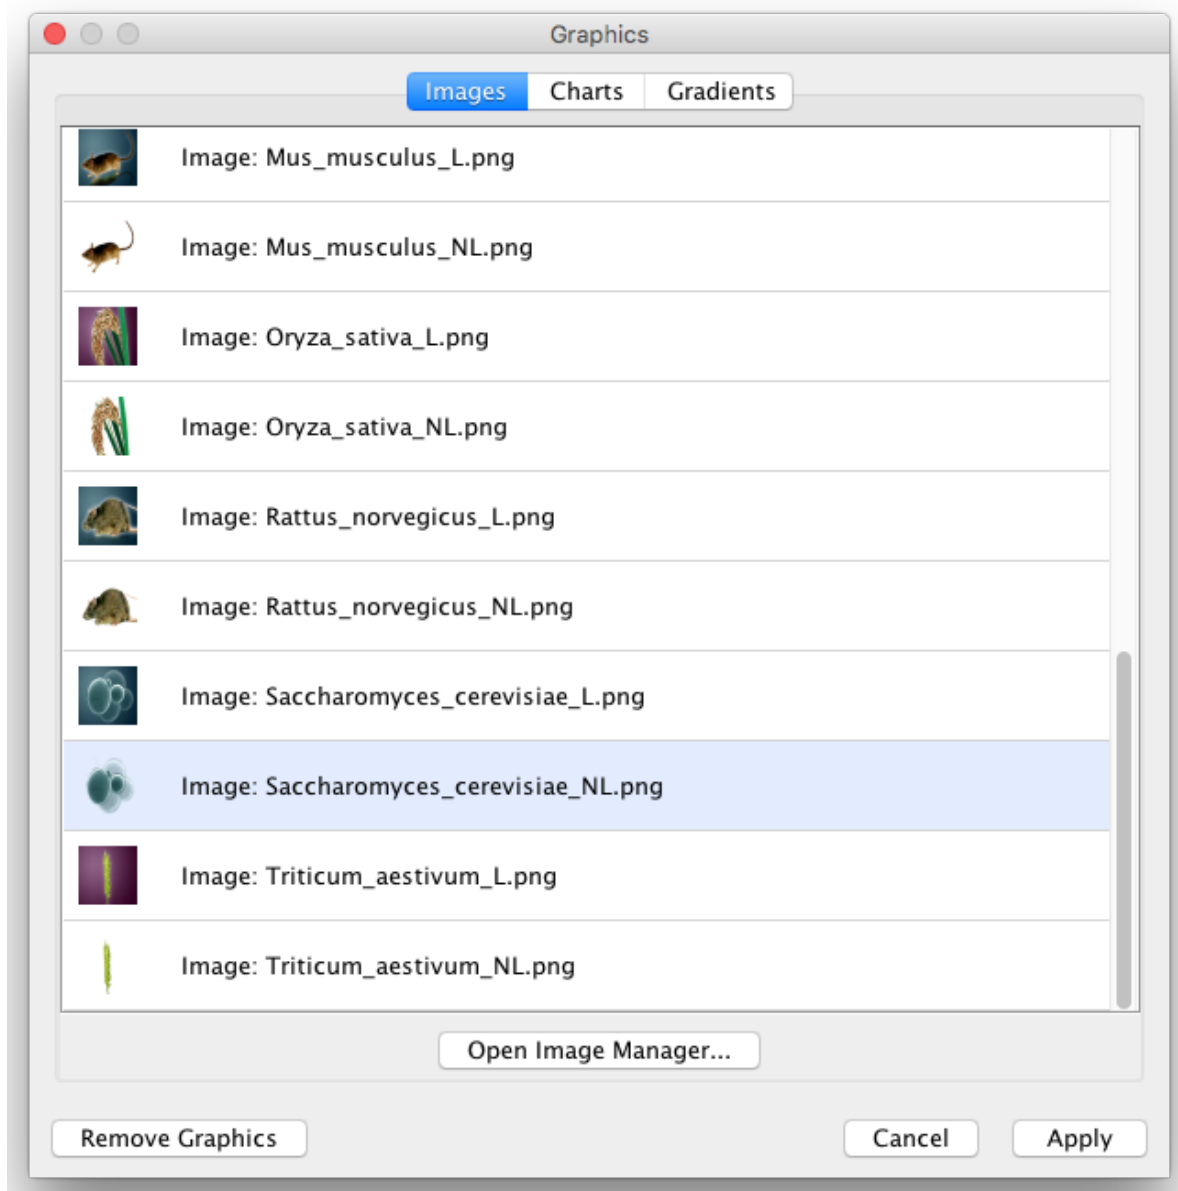 Graphics
Images Charts Gradients
Image: Mus_musculus_L.png
Image: Mus_musculus_NL.png
Image: Oryza_sativa_L.png
Image: Oryza_sativa_NL.png
Image: Rattus_norvegicus_L.png
Image: Rattus_norvegicus_NL.png
Image: Saccharomyces_cerevisiae_L.png
Image: Saccharomyces_cerevisiae_NL.png
Image: Triticum_aestivum_L.png
Image: Triticum_aestivum_NL.png
Open Image Manager...
Remove Graphics Cancel Apply